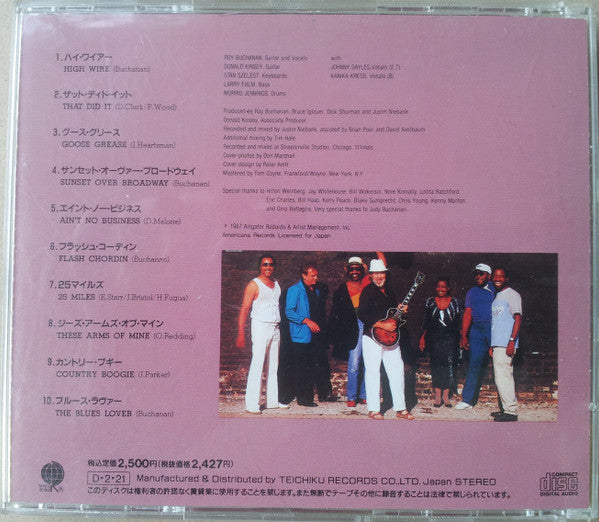 1. ハイ・ワイアー
HIGH WIRE (Buchanan)
2. ザット・ディド・イット
THAT DID IT (D.Clark/P.Wood)
3. グース・グリース
GOOSE GREASE (J.Heartsman)
4. サンセット・オーヴァー・ブロードウェイ
SUNSET OVER BROADWAY (Buchanan)
5. エイント・ノー・ビジネス
AIN'T NO BUSINESS (D.Malone)
6. フラッシュ・コーディン
FLASH CHORDIN (Buchanan)
7. 25マイルズ
25 MILES (E.Starr/J.Bristol/H.Fugua)
8. ジーズ・アームズ・オブ・マイン
THESE ARMS OF MINE (O.Redding)
9. カントリー・ブギー
COUNTRY BOOGIE (J.Parker)
10. ブルース・ラヴァー
THE BLUES LOVER (Buchanan)
ROY BUCHANAN: Guitar and Vocals
DONALD KINSEY: Guitar
STAN SZELEST: Keyboards
LARRY EXUM: Bass
MORRIS JENNINGS: Drums
with
JOHNNY SAYLES: Vocals (2,7)
KANIKA KRESS: Vocals (8)
Produced by Roy Buchanan, Bruce Iglauer, Dick Shurman and Justin Niebank
Donald Kinsey, Associate Producer
Recorded and mixed by Justin Niebank, assisted by Brian Poer and David Axelbaum
Additional mixing by Tim Hale
Recorded and mixed at Streeterville Studios, Chicago, Illinois
Cover photos by Don Marshall
Cover design by Peter Amft
Mastered by Tom Coyne, Frankford/Wayne, New York, N.Y.
Special thanks to Hilton Weinberg, Jay Whitehouse, Bill Wokersin, Nore Kinnally, Lolita Ratchford
Eric Charles, Bill Haas, Kerry Peace, Blake Gumprecht, Chris Young, Kenny Morton,
and Gino Battaglia. Very special thanks to Judy Buchanan.
℗ 1987 Alligator Records & Artist Management, Inc.
Americana Records Licensed for Japan
税込定価2,500円(税抜価格2,427円)
D・2・21
Manufactured & Distributed by TEICHIKU RECORDS CO.,LTD. Japan STEREO
このディスクは権利者の許諾なく賃貸業に使用することを禁じます。また無断でテープその他に録音することは法律で禁じられています。
COMPACT
disc
DIGITAL AUDIO